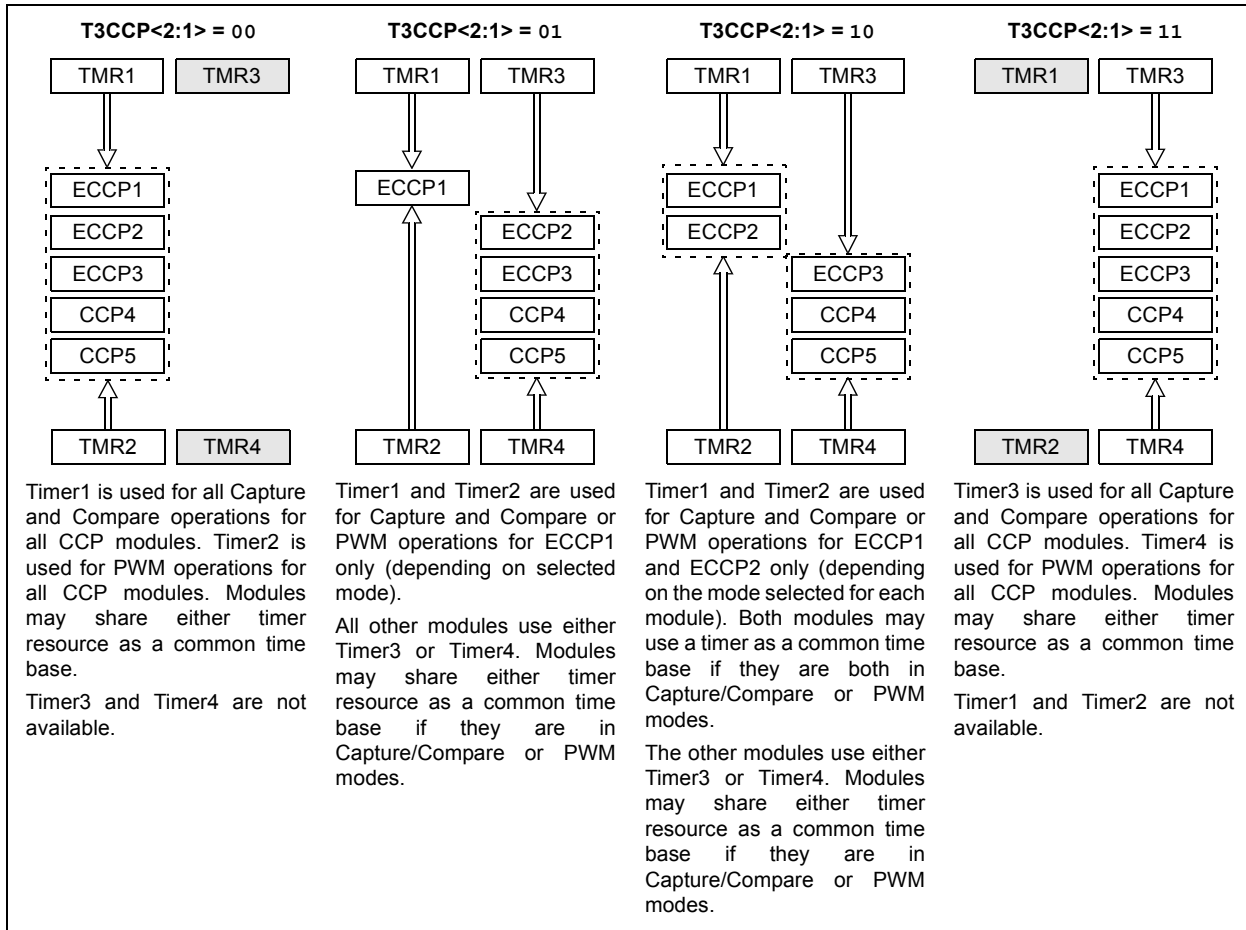 T3CCP<2:1> = 00
TMR1
TMR3
ECCP1
ECCP2
ECCP3
CCP4
CCP5
TMR2
TMR4
Timer1 is used for all Capture
and Compare operations for
all CCP modules. Timer2 is
used for PWM operations for
all CCP modules. Modules
may share either timer
resource as a common time
base.
Timer3 and Timer4 are not
available.
T3CCP<2:1> = 01
TMR1
TMR3
ECCP1
ECCP2
ECCP3
CCP4
CCP5
TMR2
TMR4
Timer1 and Timer2 are used
for Capture and Compare or
PWM operations for ECCP1
only (depending on selected
mode).
All other modules use either
Timer3 or Timer4. Modules
may share either timer
resource as a common time
base if they are in
Capture/Compare or PWM
modes.
T3CCP<2:1> = 10
TMR1
TMR3
ECCP1
ECCP2
ECCP3
CCP4
CCP5
TMR2
TMR4
Timer1 and Timer2 are used
for Capture and Compare or
PWM operations for ECCP1
and ECCP2 only (depending
on the mode selected for each
module). Both modules may
use a timer as a common time
base if they are both in
Capture/Compare or PWM
modes.
The other modules use either
Timer3 or Timer4. Modules
may share either timer
resource as a common time
base if they are in
Capture/Compare or PWM
modes.
T3CCP<2:1> = 11
TMR1
TMR3
ECCP1
ECCP2
ECCP3
CCP4
CCP5
TMR2
TMR4
Timer3 is used for all Capture
and Compare operations for
all CCP modules. Timer4 is
used for PWM operations for
all CCP modules. Modules
may share either timer
resource as a common time
base.
Timer1 and Timer2 are not
available.